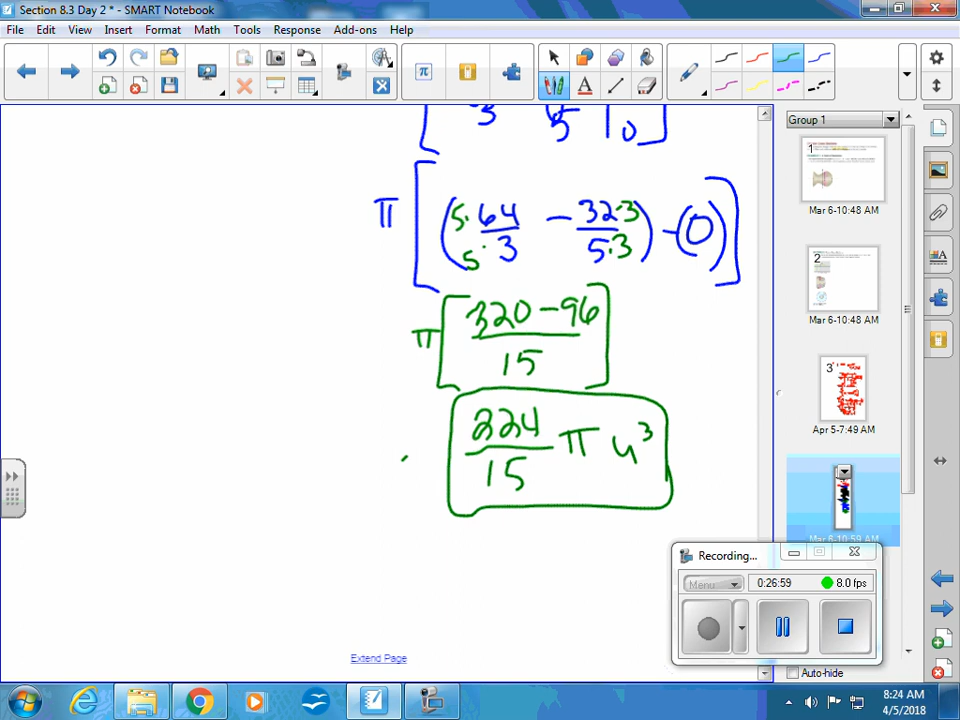 Section 8.3 Day 2 * - SMART Notebook
File Edit View Insert Format Math Tools Response Add-ons Help
Group 1
1
Mar 6-10:48 AM
2
Mar 6-10:48 AM
3
Apr 5-7:49 AM
Mar 6-10:59 AM
π [ (5·64/5·3 − 32·3/5·3) − (0) ]
π [ 320 − 96 / 15 ]
224/15 π u³
Extend Page
Recording...
Menu
0:26:59
8.0 fps
Auto-hide
8:24 AM
4/5/2018